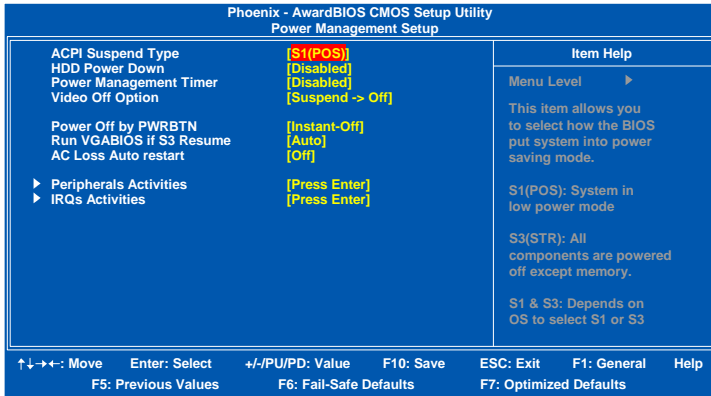 Phoenix - AwardBIOS CMOS Setup Utility
Power Management Setup
ACPI Suspend Type [S1(POS)]
HDD Power Down [Disabled]
Power Management Timer [Disabled]
Video Off Option [Suspend -> Off]
Power Off by PWRBTN [Instant-Off]
Run VGABIOS if S3 Resume [Auto]
AC Loss Auto restart [Off]
Peripherals Activities [Press Enter]
IRQs Activities [Press Enter]
Item Help
Menu Level
This item allows you
to select how the BIOS
put system into power
saving mode.
S1(POS): System in
low power mode
S3(STR): All
components are powered
off except memory.
S1 & S3: Depends on
OS to select S1 or S3
↑↓→←: Move Enter: Select +/-/PU/PD: Value F10: Save ESC: Exit F1: General Help
F5: Previous Values F6: Fail-Safe Defaults F7: Optimized Defaults